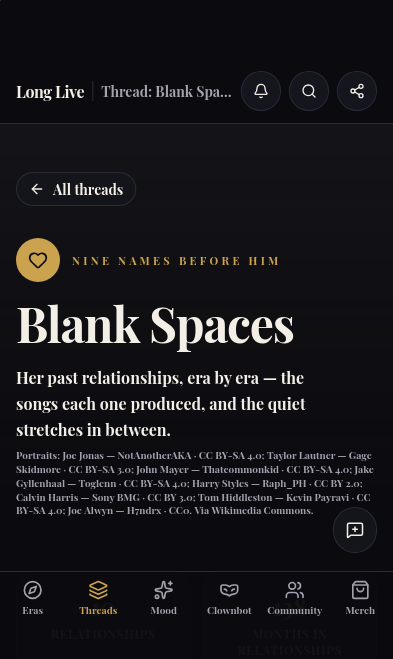 Long Live
Thread: Blank Spa...
All threads
NINE NAMES BEFORE HIM
Blank Spaces
Her past relationships, era by era — the
songs each one produced, and the quiet
stretches in between.
Portraits: Joe Jonas — NotAnotherAKA · CC BY-SA 4.0; Taylor Lautner — Gage
Skidmore · CC BY-SA 3.0; John Mayer — Thatcommonkid · CC BY-SA 4.0; Jake
Gyllenhaal — Toglenn · CC BY-SA 4.0; Harry Styles — Raph_PH · CC BY 2.0;
Calvin Harris — Sony BMG · CC BY 3.0; Tom Hiddleston — Kevin Payravi · CC
BY-SA 4.0; Joe Alwyn — H7ndrx · CC0. Via Wikimedia Commons.
Eras
Threads
Mood
Clownbot
Community
Merch
RELATIONSHIPS
MONTHS IN
RELATIONSHIPS